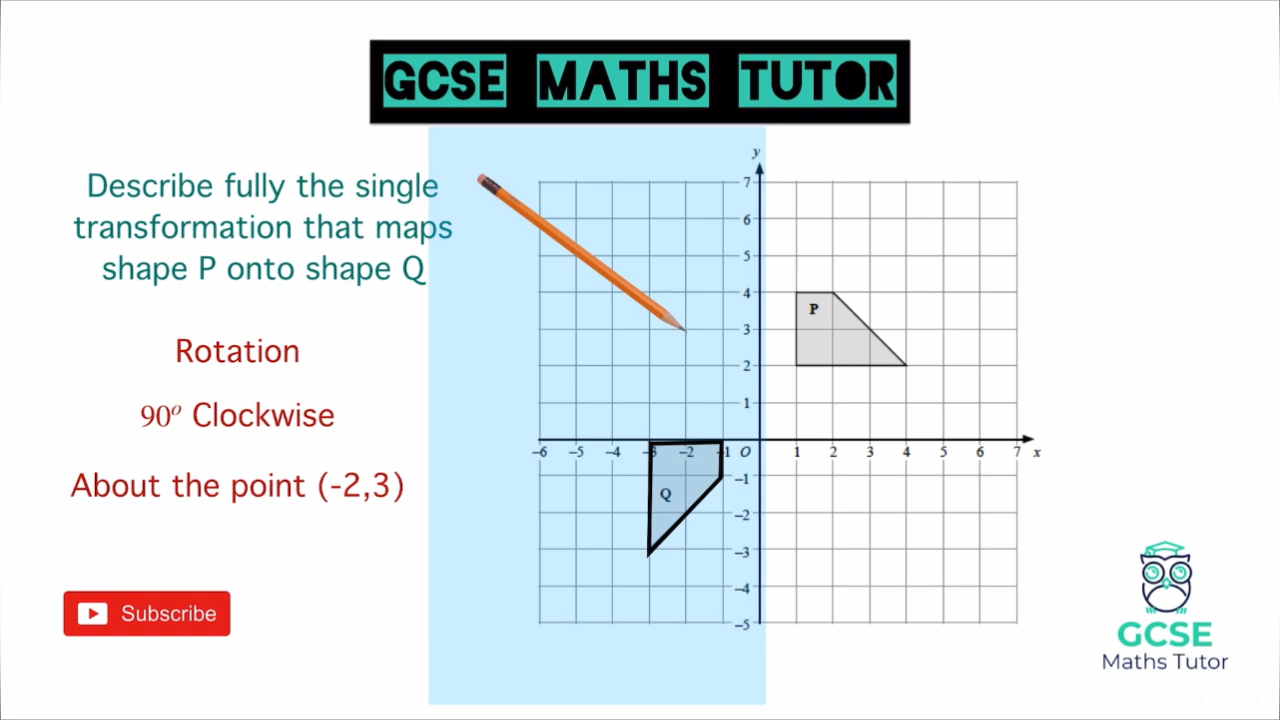 GCSE MATHS TUTOR
Describe fully the single
transformation that maps
shape P onto shape Q
Rotation
90° Clockwise
About the point (-2,3)
Subscribe
y
7
6
5
4
3
2
1
P
-6 -5 -4 -3 -2 -1 O 1 2 3 4 5 6 7 x
-1
Q
-2
-3
-4
-5
GCSE
Maths Tutor